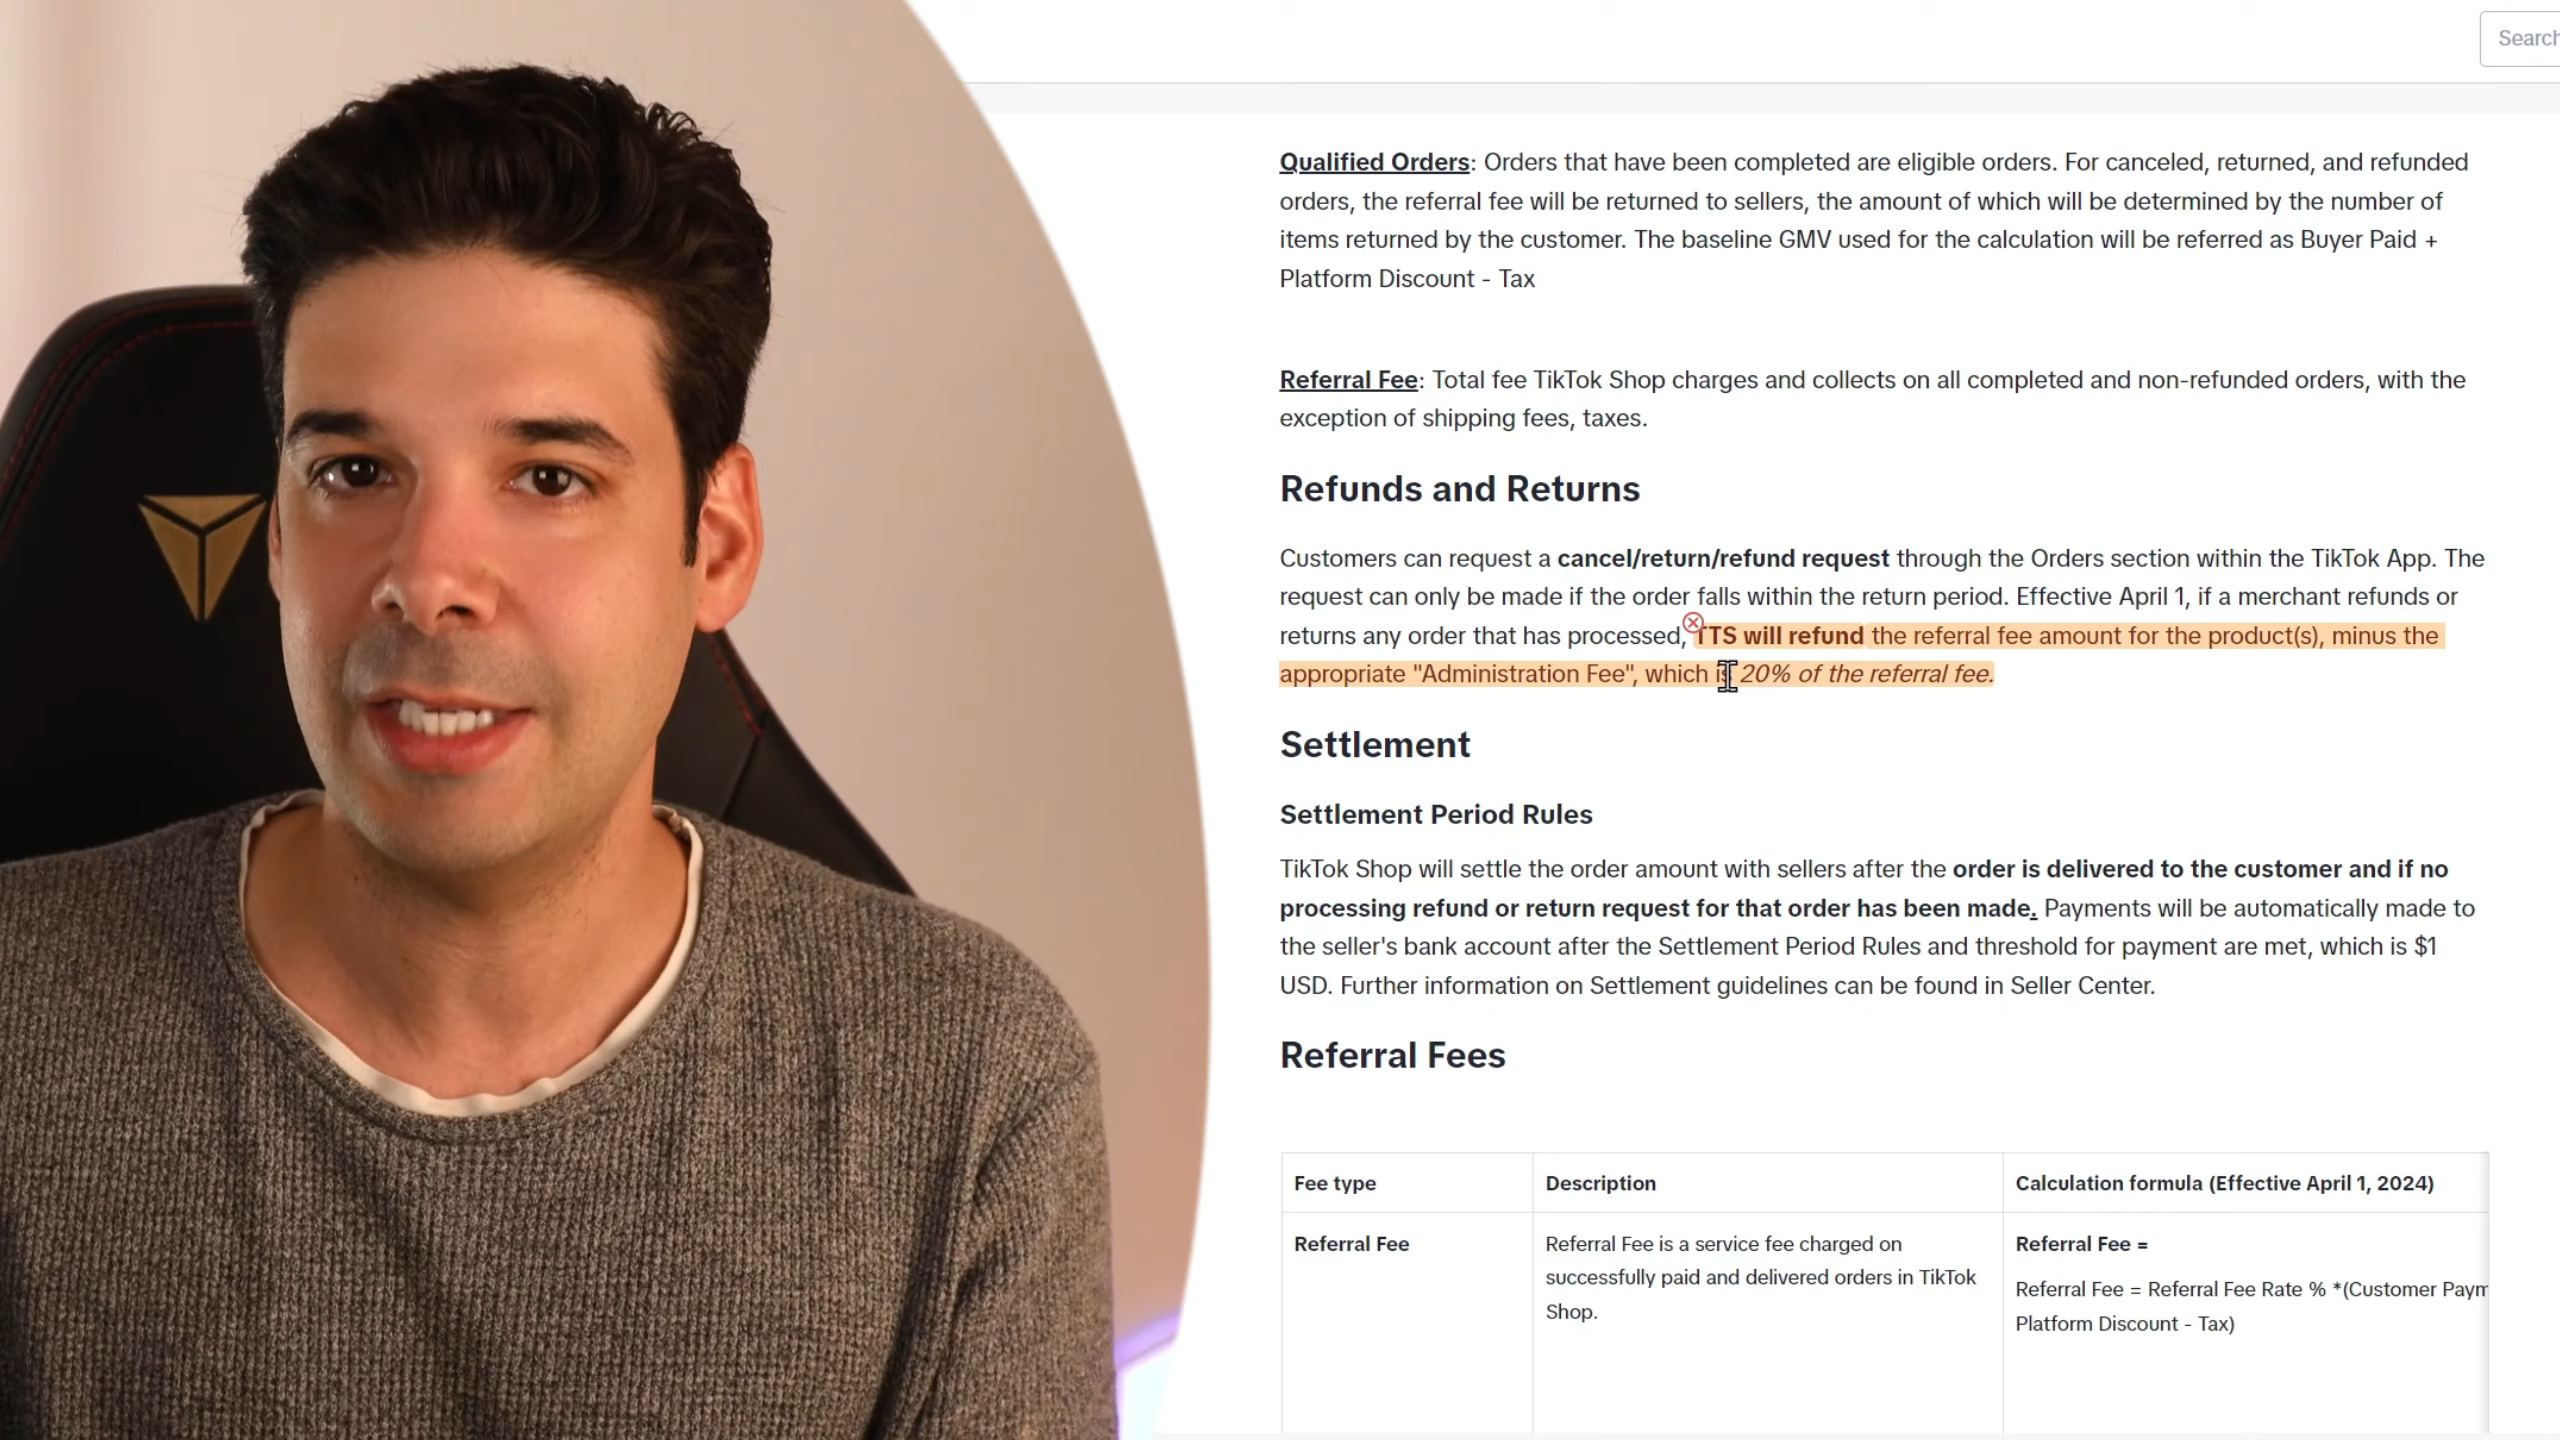 Search
Qualified Orders: Orders that have been completed are eligible orders. For canceled, returned, and refunded
orders, the referral fee will be returned to sellers, the amount of which will be determined by the number of
items returned by the customer. The baseline GMV used for the calculation will be referred as Buyer Paid +
Platform Discount - Tax
Referral Fee: Total fee TikTok Shop charges and collects on all completed and non-refunded orders, with the
exception of shipping fees, taxes.
Refunds and Returns
Customers can request a cancel/return/refund request through the Orders section within the TikTok App. The
request can only be made if the order falls within the return period. Effective April 1, if a merchant refunds or
returns any order that has processed, TTS will refund the referral fee amount for the product(s), minus the
appropriate "Administration Fee", which is 20% of the referral fee.
Settlement
Settlement Period Rules
TikTok Shop will settle the order amount with sellers after the order is delivered to the customer and if no
processing refund or return request for that order has been made. Payments will be automatically made to
the seller's bank account after the Settlement Period Rules and threshold for payment are met, which is $1
USD. Further information on Settlement guidelines can be found in Seller Center.
Referral Fees
Fee type Description Calculation formula (Effective April 1, 2024)
Referral Fee Referral Fee is a service fee charged on Referral Fee =
successfully paid and delivered orders in TikTok Referral Fee = Referral Fee Rate % *(Customer Paym
Shop. Platform Discount - Tax)